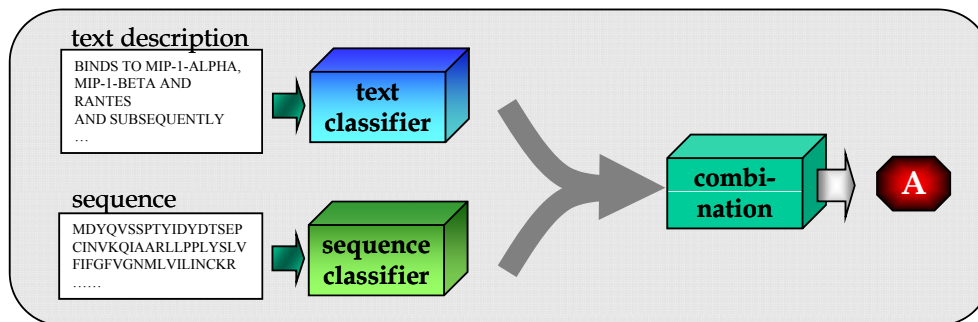 text description
BINDS TO MIP-1-ALPHA,
MIP-1-BETA AND
RANTES
AND SUBSEQUENTLY
…
text
classifier
sequence
MDYQVSSPTYIDYDTSEP
CINVKQIAARLLPPLYSLV
FIFGFVGNMLVILINCKR
……
sequence
classifier
combi-
nation
A